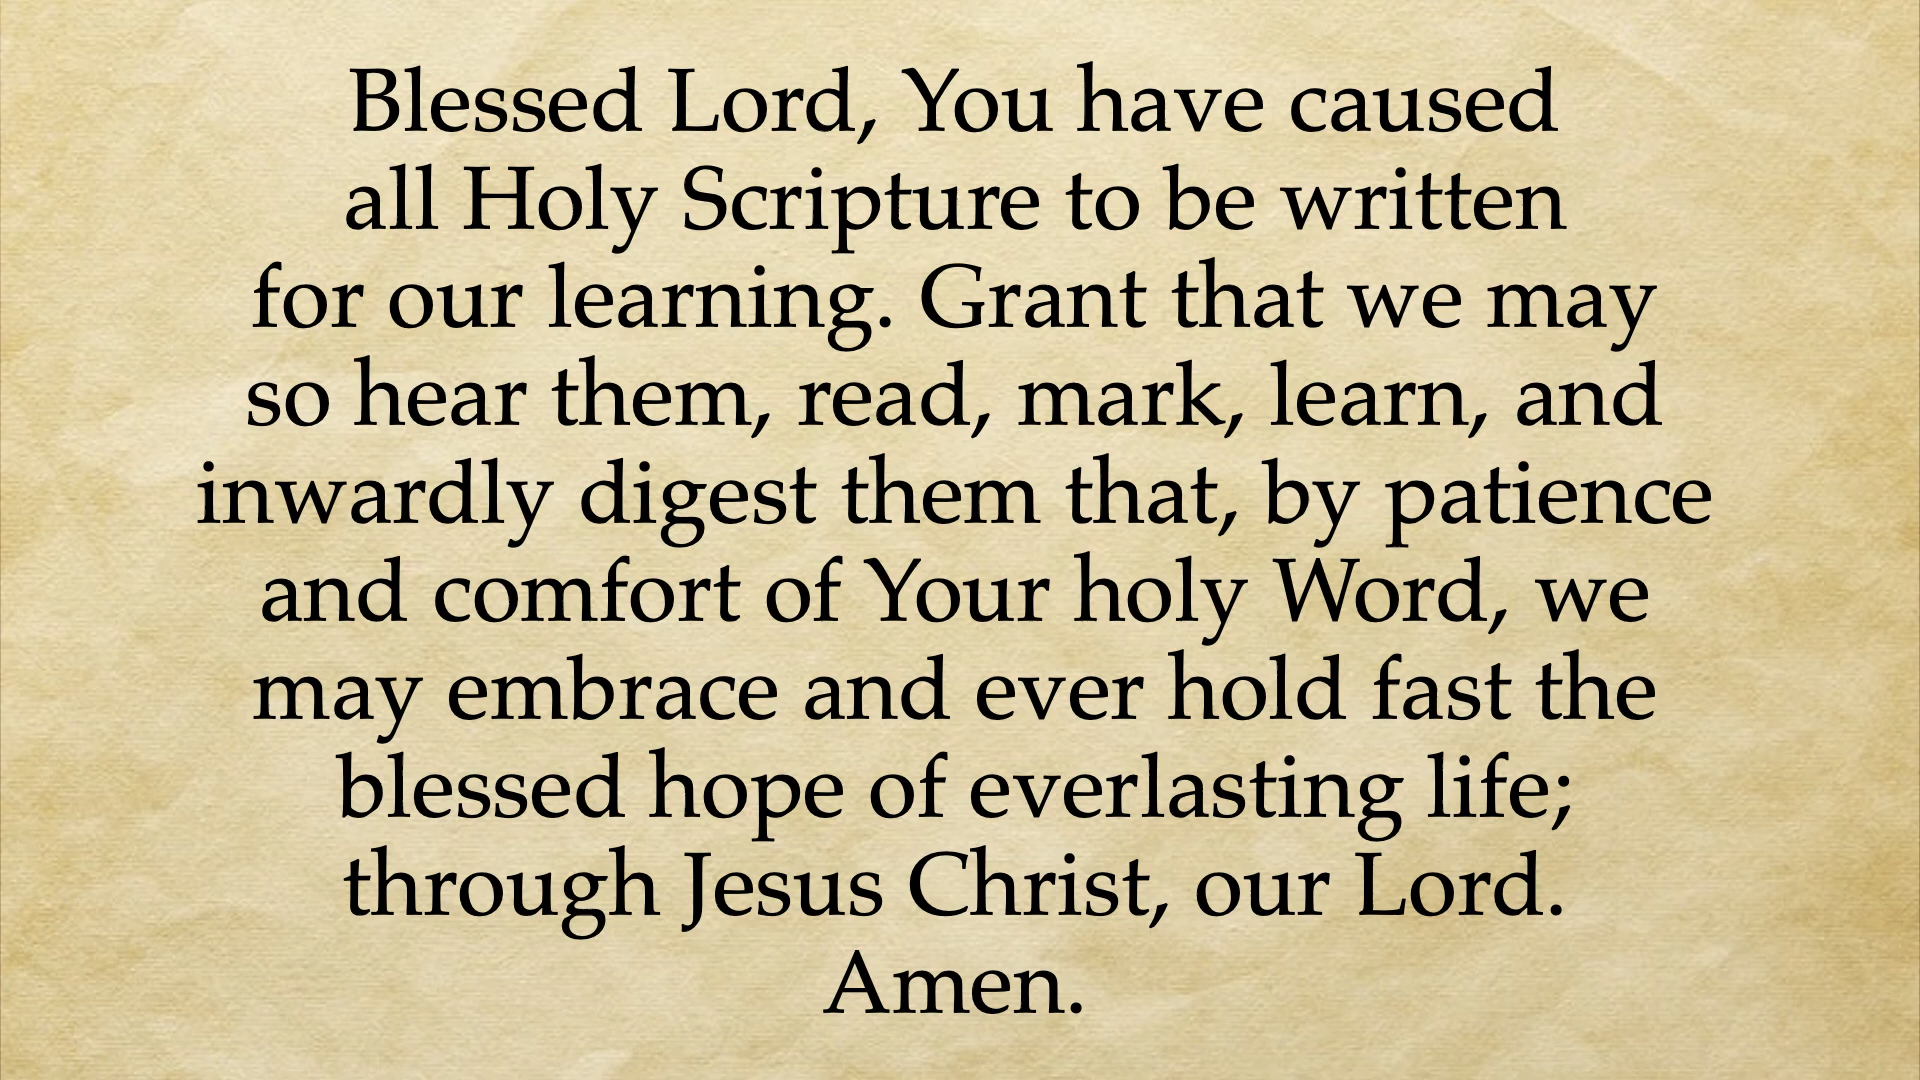 Blessed Lord, You have caused
all Holy Scripture to be written
for our learning. Grant that we may
so hear them, read, mark, learn, and
inwardly digest them that, by patience
and comfort of Your holy Word, we
may embrace and ever hold fast the
blessed hope of everlasting life;
through Jesus Christ, our Lord.
Amen.